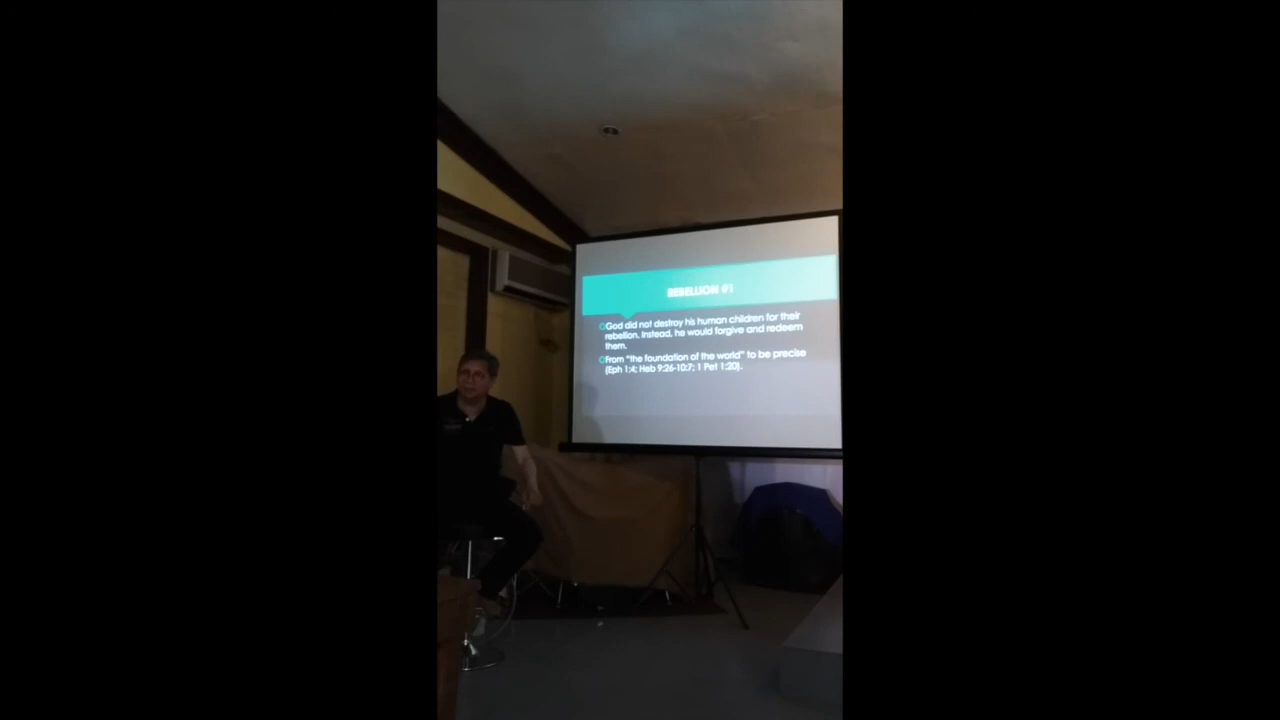 REBELLION #1
God did not destroy his human children for their
rebellion. Instead, he would forgive and redeem
them.
From "the foundation of the world" to be precise
(Eph 1:4; Heb 9:26-10:7; 1 Pet 1:20).